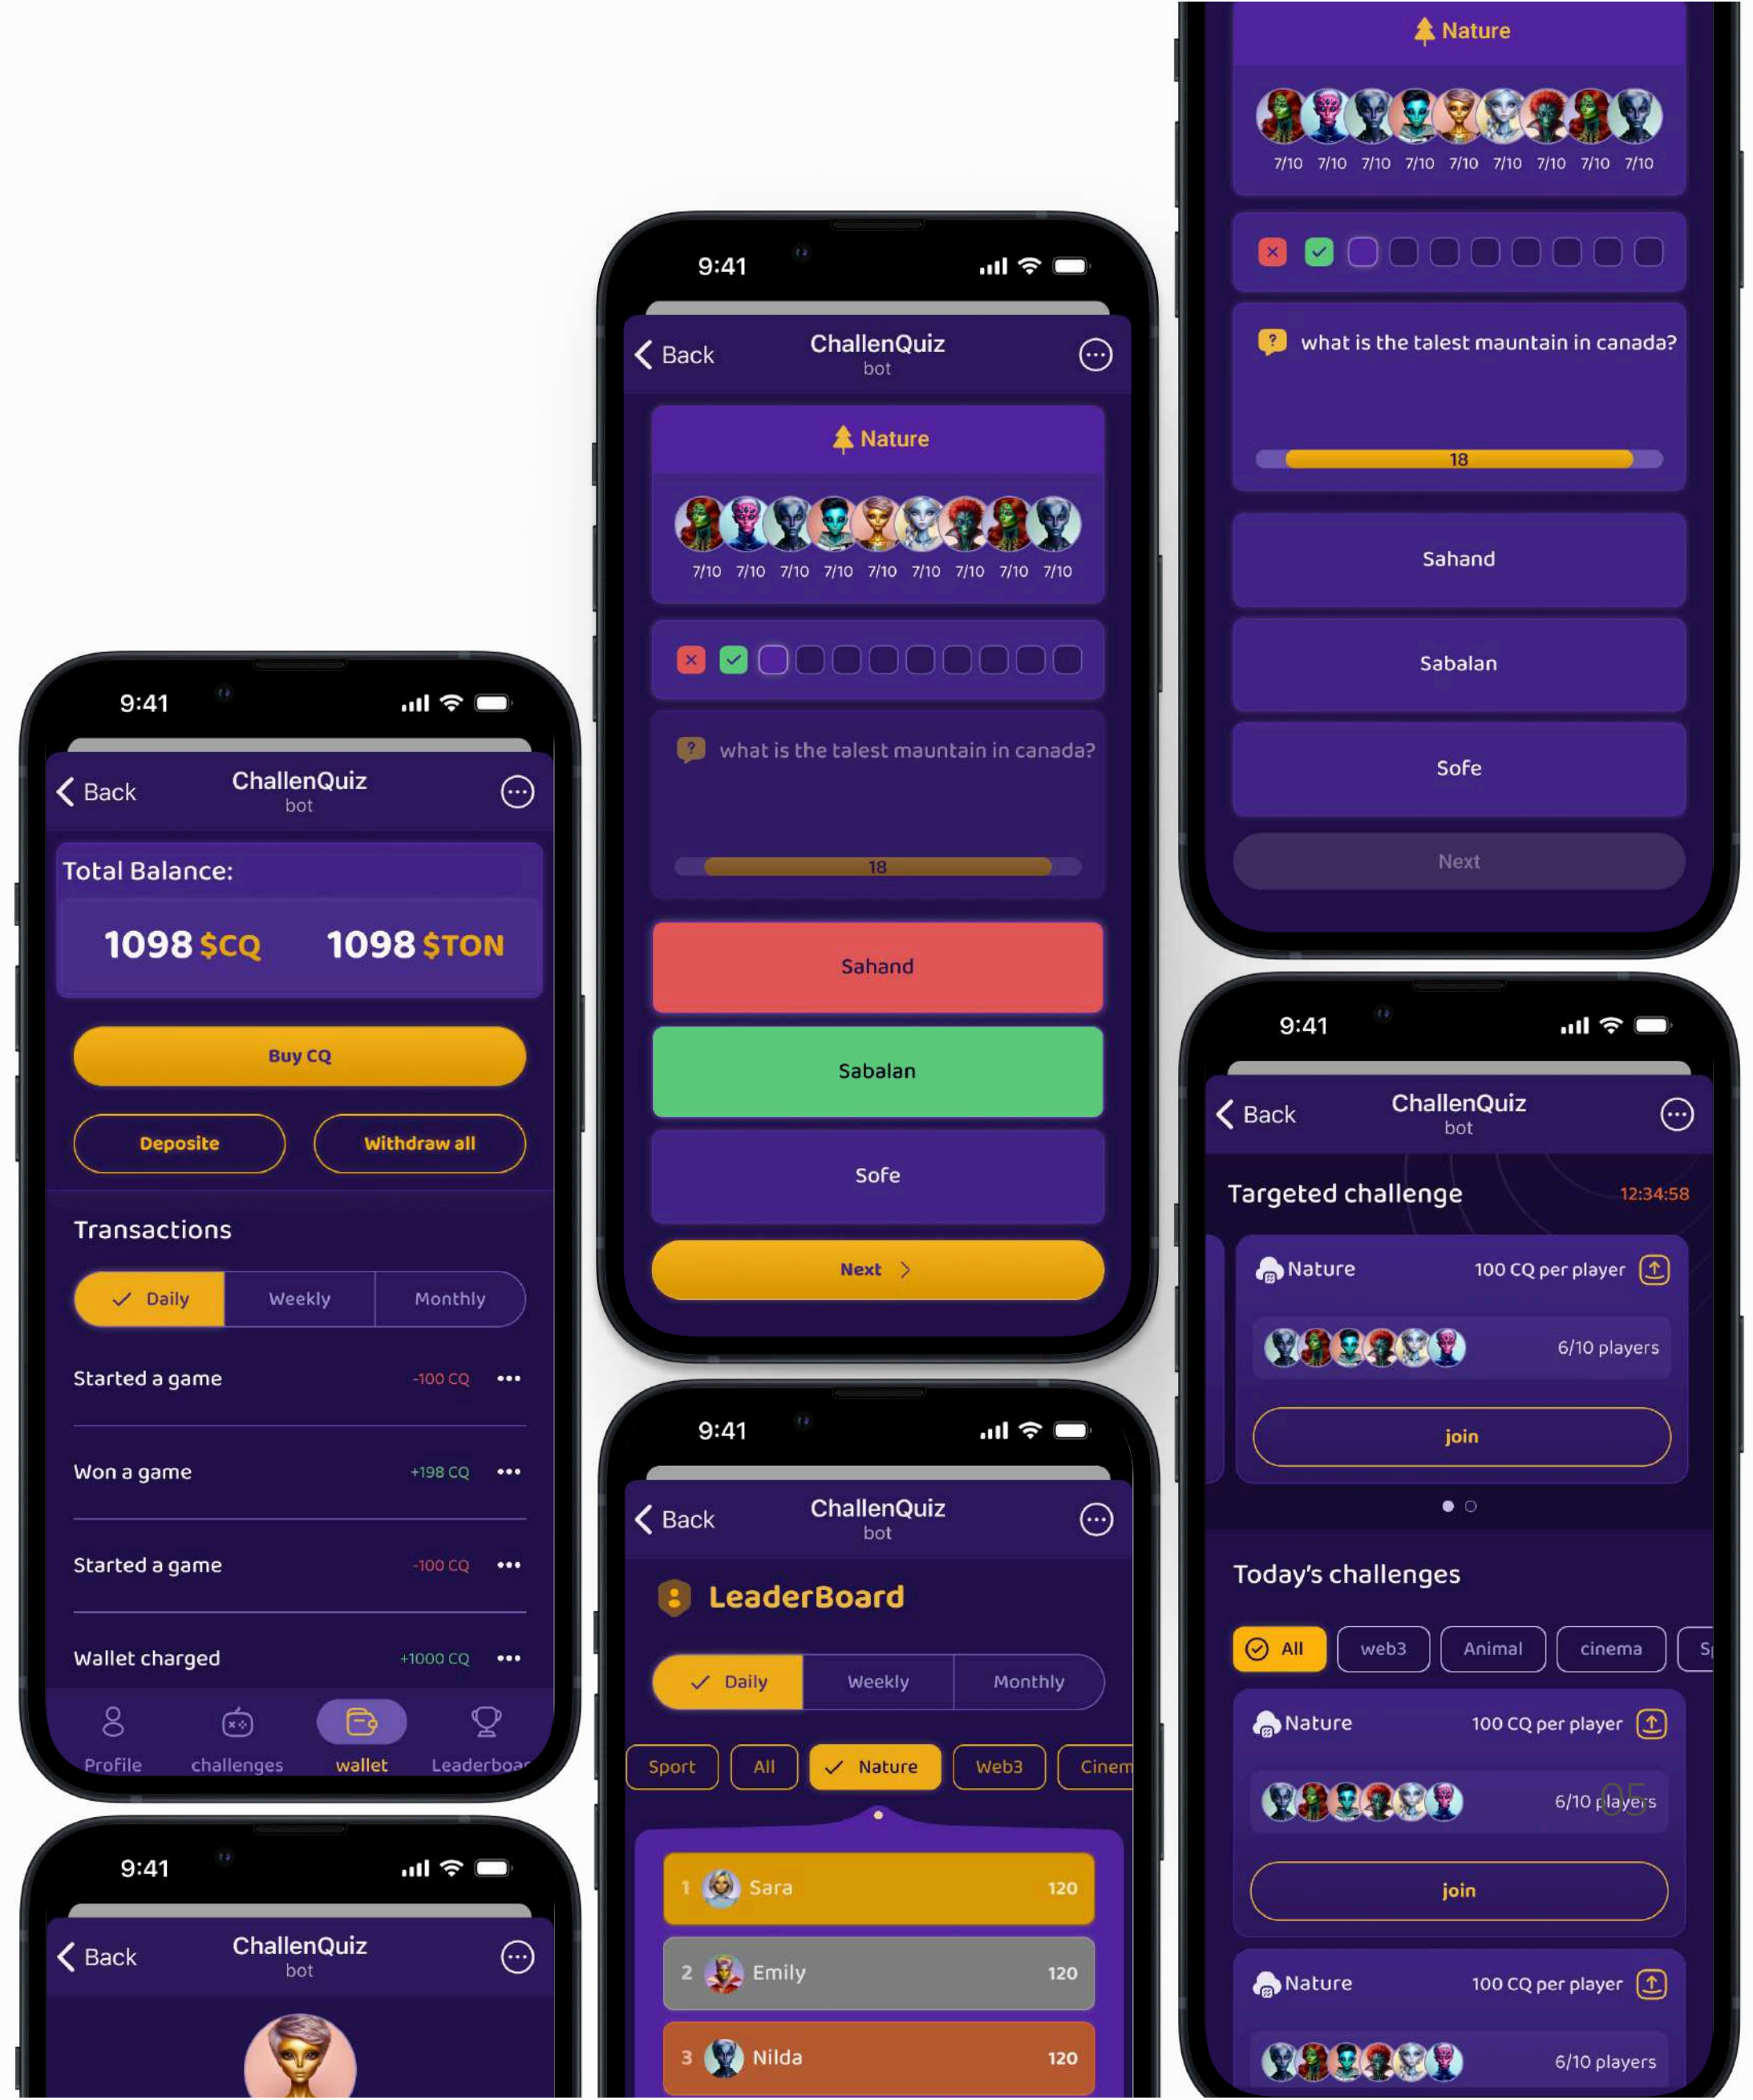 9:41
Back
ChallenQuiz
bot
Total Balance:
1098 $CQ 1098 $TON
Buy CQ
Deposite Withdraw all
Transactions
Daily Weekly Monthly
Started a game -100 CQ
Won a game +198 CQ
Started a game -100 CQ
Wallet charged +1000 CQ
Profile challenges wallet Leaderboar
9:41
Back
ChallenQuiz
bot
9:41
Back
ChallenQuiz
bot
Nature
7/10 7/10 7/10 7/10 7/10 7/10 7/10 7/10 7/10
what is the talest mauntain in canada?
18
Sahand
Sabalan
Sofe
Next
9:41
Back
ChallenQuiz
bot
LeaderBoard
Daily Weekly Monthly
Sport All Nature Web3 Cinem
1 Sara 120
2 Emily 120
3 Nilda 120
Nature
7/10 7/10 7/10 7/10 7/10 7/10 7/10 7/10 7/10
what is the talest mauntain in canada?
18
Sahand
Sabalan
Sofe
Next
9:41
Back
ChallenQuiz
bot
Targeted challenge 12:34:58
Nature 100 CQ per player
6/10 players
join
Today's challenges
All web3 Animal cinema S
Nature 100 CQ per player
6/10 players
05
join
Nature 100 CQ per player
6/10 players